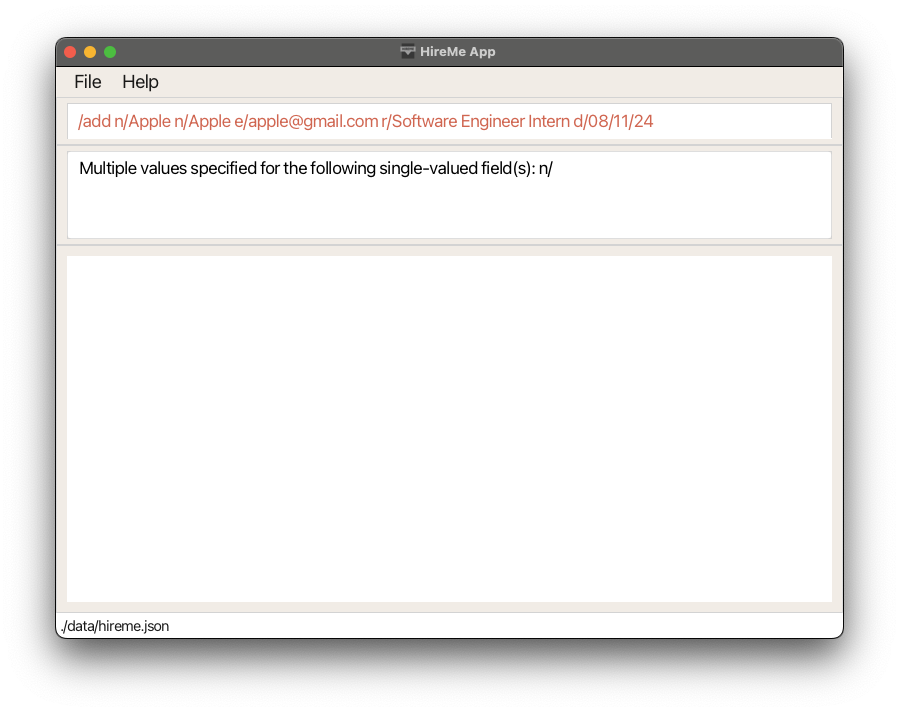 HireMe App
File Help
/add n/Apple n/Apple e/apple@gmail.com r/Software Engineer Intern d/08/11/24
Multiple values specified for the following single-valued field(s): n/
./data/hireme.json